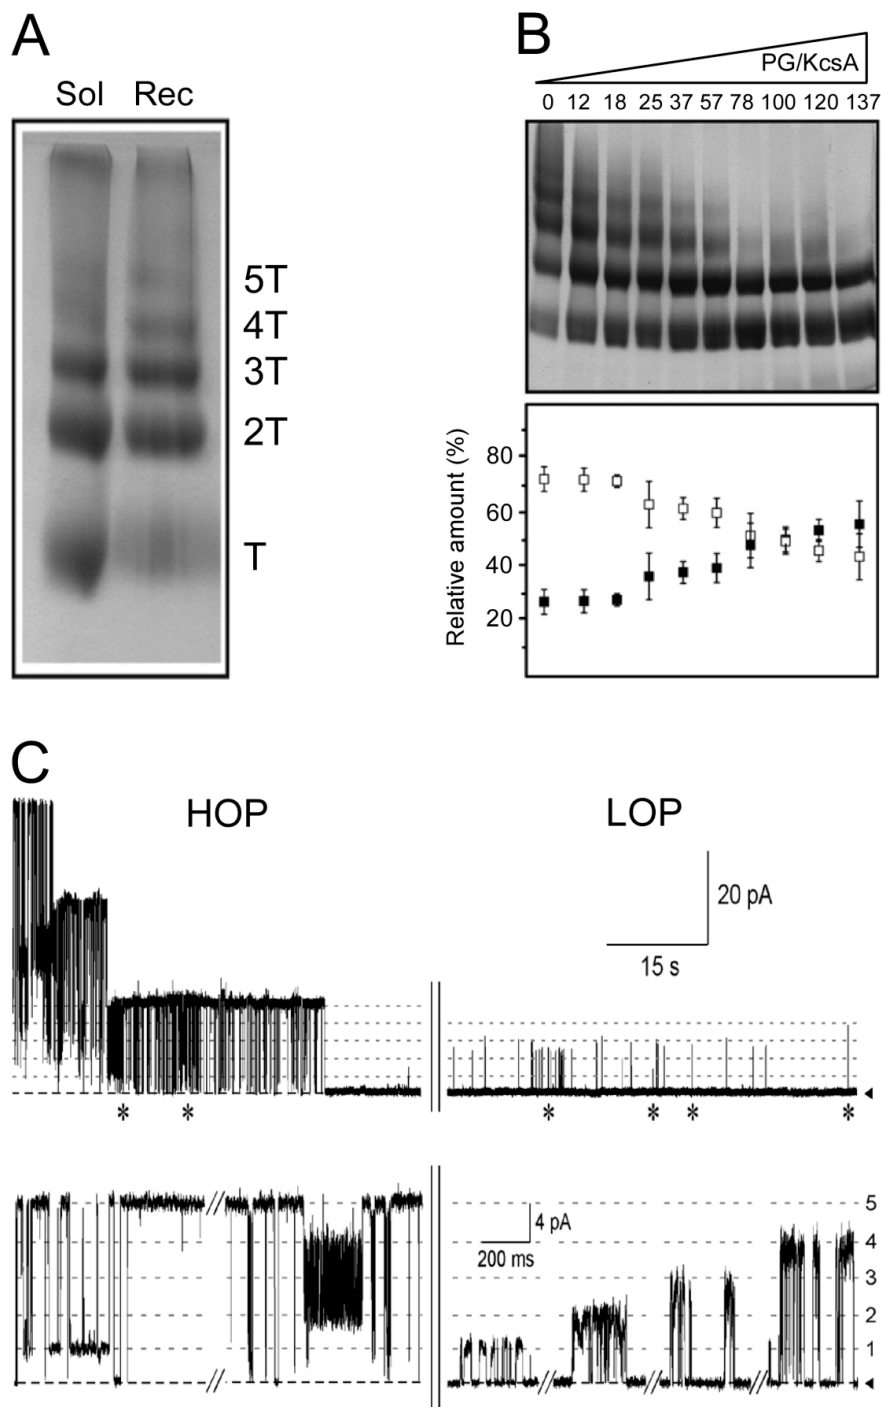 A
Sol Rec
5T
4T
3T
2T
T
B
PG/KcsA
0 12 18 25 37 57 78 100 120 137
Relative amount (%)
80
60
40
20
C
HOP
LOP
20 pA
15 s
* *
* * * *
4 pA
200 ms
5
4
3
2
1